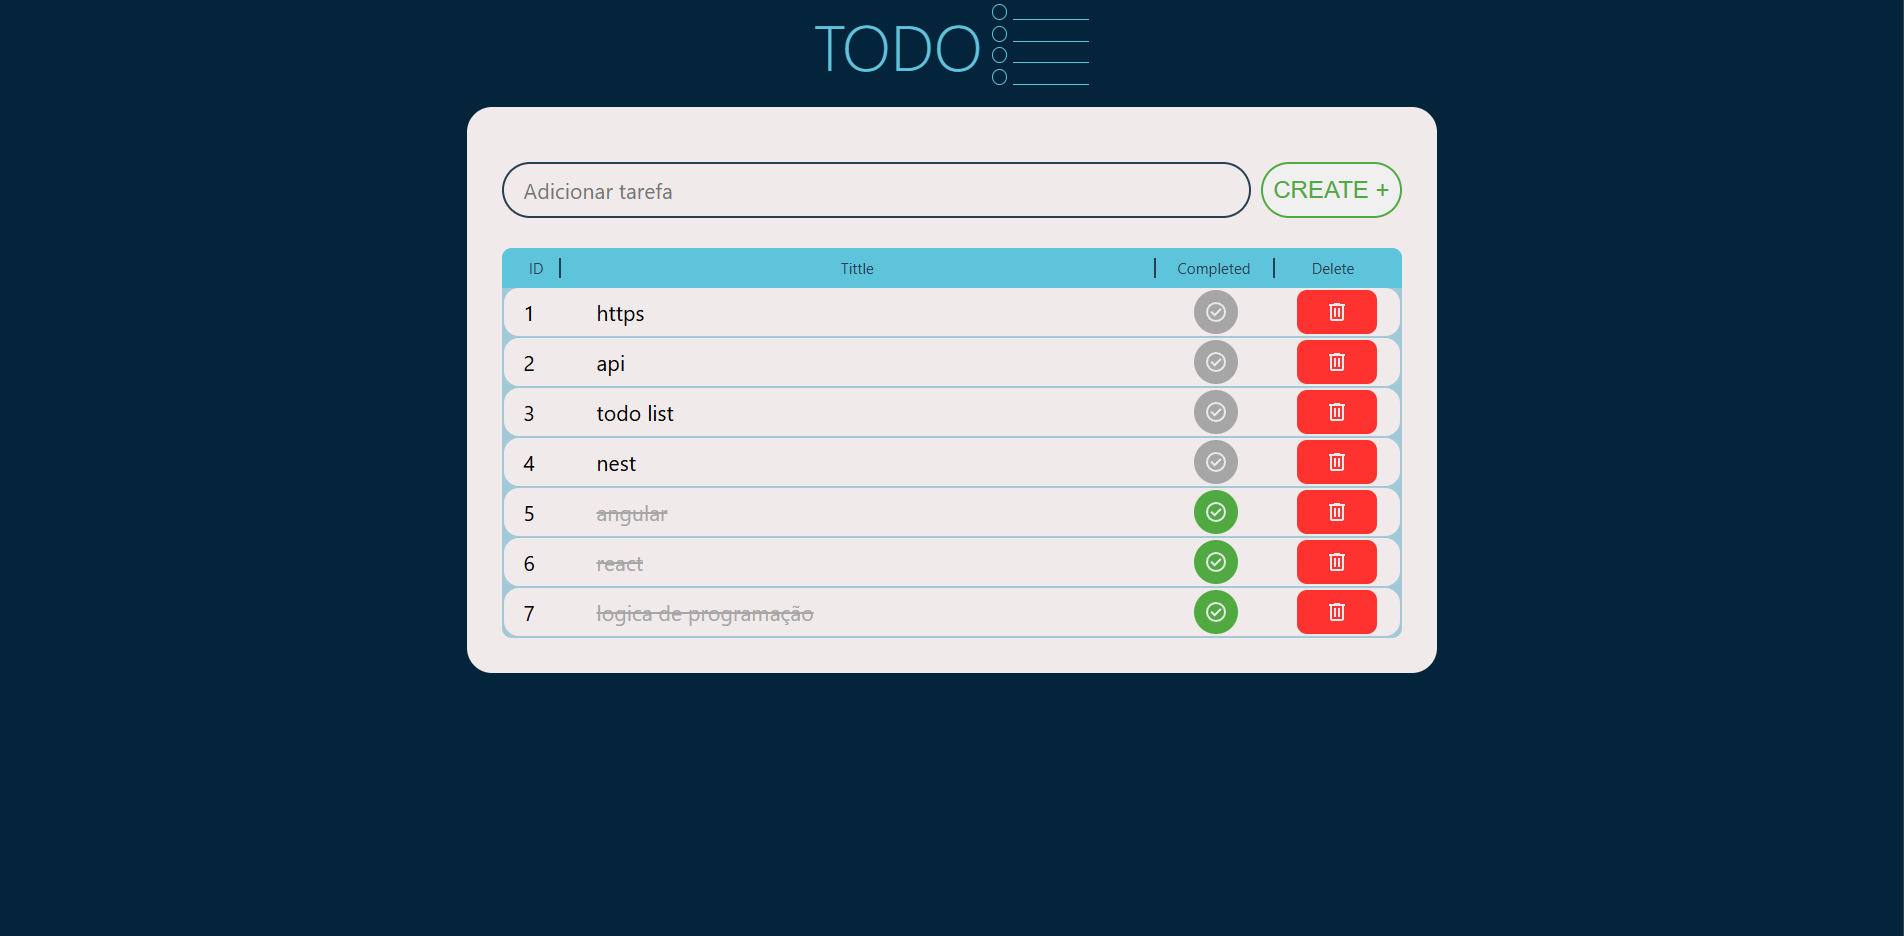 TODO
Adicionar tarefa CREATE +
ID Tittle Completed Delete
1 https
2 api
3 todo list
4 nest
5 angular
6 react
7 logica de programação